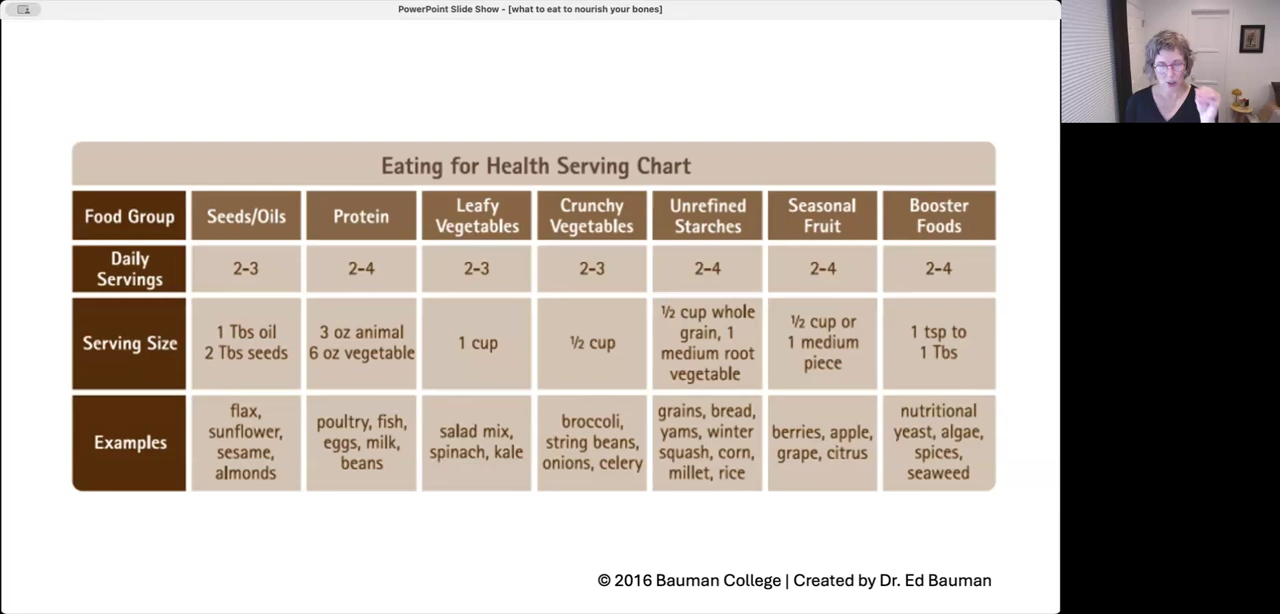 PowerPoint Slide Show - [what to eat to nourish your bones]
Eating for Health Serving Chart
Food Group
Seeds/Oils
Protein
Leafy
Vegetables
Crunchy
Vegetables
Unrefined
Starches
Seasonal
Fruit
Booster
Foods
Daily
Servings
2–3
2–4
2–3
2–3
2–4
2–4
2–4
Serving Size
1 Tbs oil
2 Tbs seeds
3 oz animal
6 oz vegetable
1 cup
½ cup
½ cup whole
grain, 1
medium root
vegetable
½ cup or
1 medium
piece
1 tsp to
1 Tbs
Examples
flax,
sunflower,
sesame,
almonds
poultry, fish,
eggs, milk,
beans
salad mix,
spinach, kale
broccoli,
string beans,
onions, celery
grains, bread,
yams, winter
squash, corn,
millet, rice
berries, apple,
grape, citrus
nutritional
yeast, algae,
spices,
seaweed
© 2016 Bauman College | Created by Dr. Ed Bauman